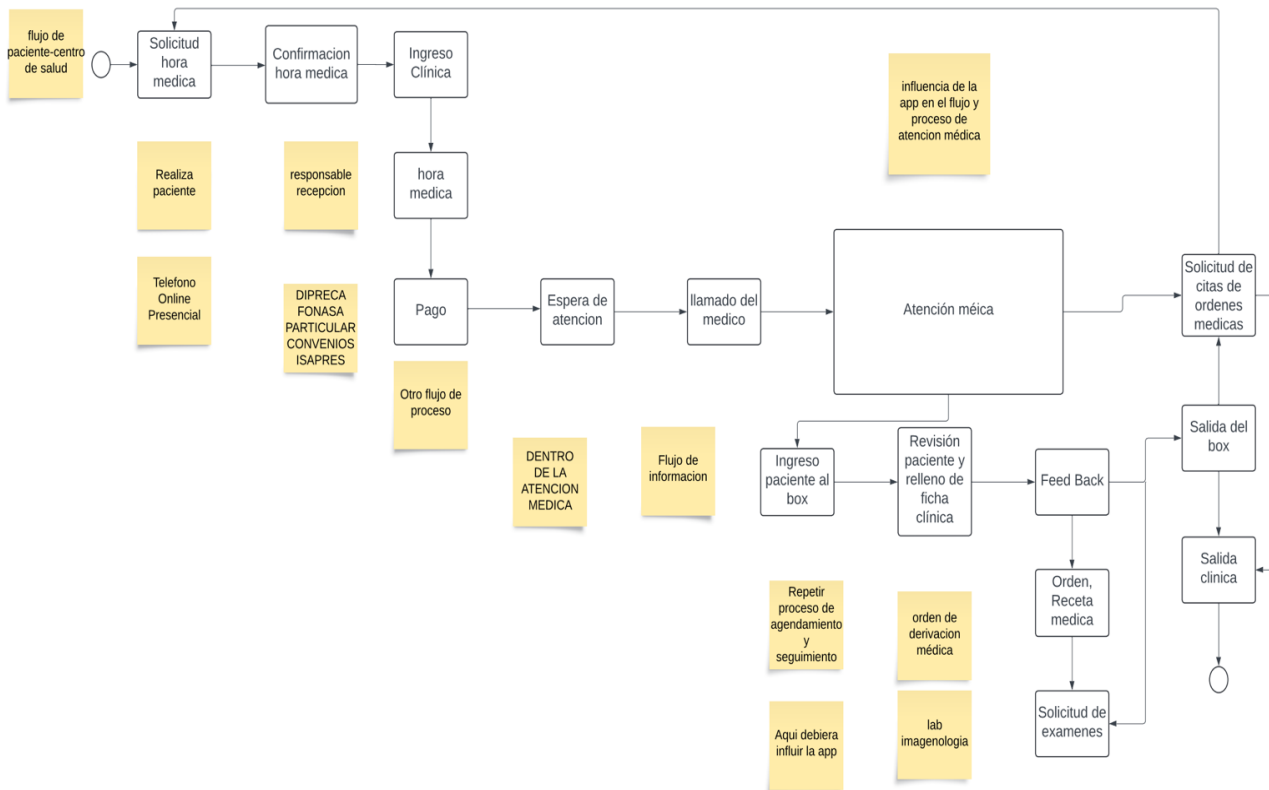 flujo de
paciente-centro
de salud
Solicitud
hora
medica
Confirmacion
hora medica
Ingreso
Clínica
influencia de la
app en el flujo y
proceso de
atencion médica
Realiza
paciente
responsable
recepcion
hora
medica
Telefono
Online
Presencial
DIPRECA
FONASA
PARTICULAR
CONVENIOS
ISAPRES
Pago
Espera de
atencion
llamado del
medico
Atención méica
Solicitud de
citas de
ordenes
medicas
Otro flujo de
proceso
DENTRO
DE LA
ATENCION
MEDICA
Flujo de
informacion
Ingreso
paciente al
box
Revisión
paciente y
relleno de
ficha
clínica
Feed Back
Salida del
box
Salida
clinica
Repetir
proceso de
agendamiento
y
seguimiento
orden de
derivacion
médica
Orden,
Receta
medica
Aqui debiera
influir la app
lab
imagenologia
Solicitud de
examenes